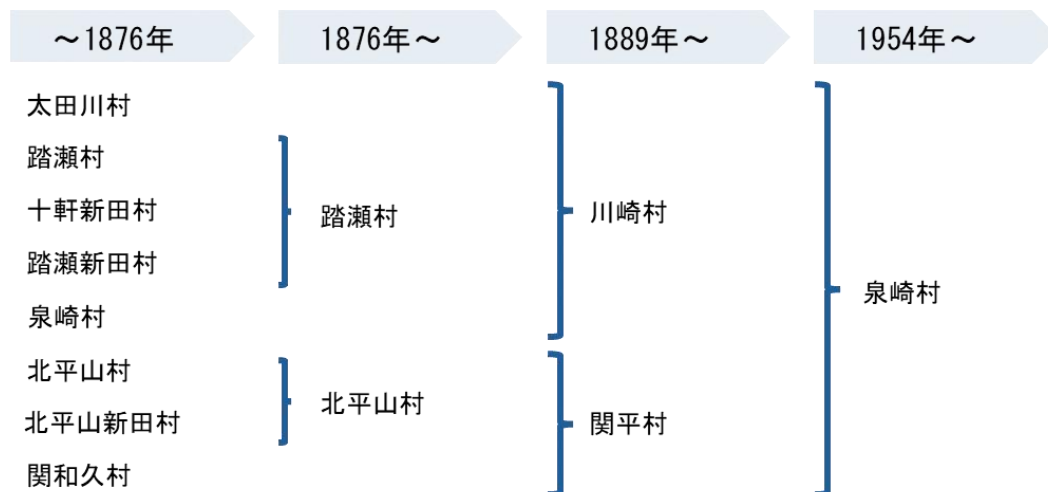 ～1876年
1876年～
1889年～
1954年～
太田川村
踏瀬村
十軒新田村
踏瀬新田村
泉崎村
北平山村
北平山新田村
関和久村
踏瀬村
北平山村
川崎村
関平村
泉崎村